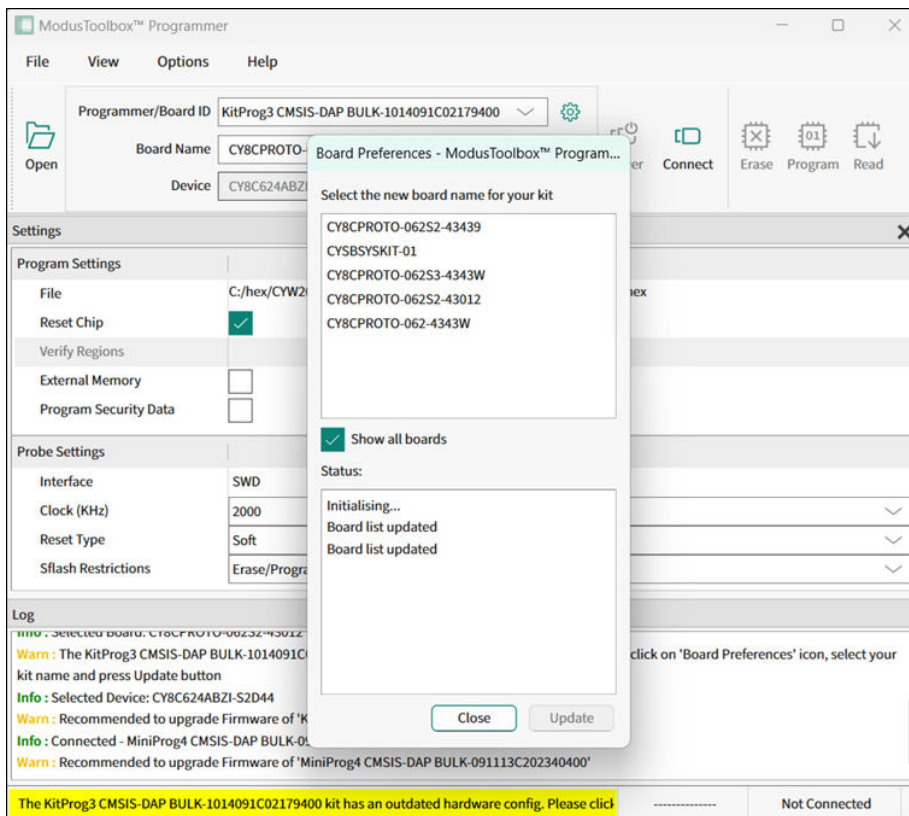 ModusToolbox™ Programmer
File View Options Help
Programmer/Board ID KitProg3 CMSIS-DAP BULK-1014091C02179400
Board Name CY8CPROTO-
Device CY8C624ABZI
Open
er Connect Erase Program Read
Settings
Program Settings
File C:/hex/CYW20 hex
Reset Chip
Verify Regions
External Memory
Program Security Data
Probe Settings
Interface SWD
Clock (KHz) 2000
Reset Type Soft
Sflash Restrictions Erase/Progra
Board Preferences - ModusToolbox™ Program...
Select the new board name for your kit
CY8CPROTO-062S2-43439
CYSBSYSKIT-01
CY8CPROTO-062S3-4343W
CY8CPROTO-062S2-43012
CY8CPROTO-062-4343W
Show all boards
Status:
Initialising...
Board list updated
Board list updated
Close Update
Log
Info : Selected Board: CY8CPROTO-062S2-43012
Warn : The KitProg3 CMSIS-DAP BULK-1014091C click on 'Board Preferences' icon, select your
kit name and press Update button
Info : Selected Device: CY8C624ABZI-S2D44
Warn : Recommended to upgrade Firmware of 'K
Info : Connected - MiniProg4 CMSIS-DAP BULK-09
Warn : Recommended to upgrade Firmware of 'MiniProg4 CMSIS-DAP BULK-091113C202340400'
The KitProg3 CMSIS-DAP BULK-1014091C02179400 kit has an outdated hardware config. Please click
-------------- Not Connected